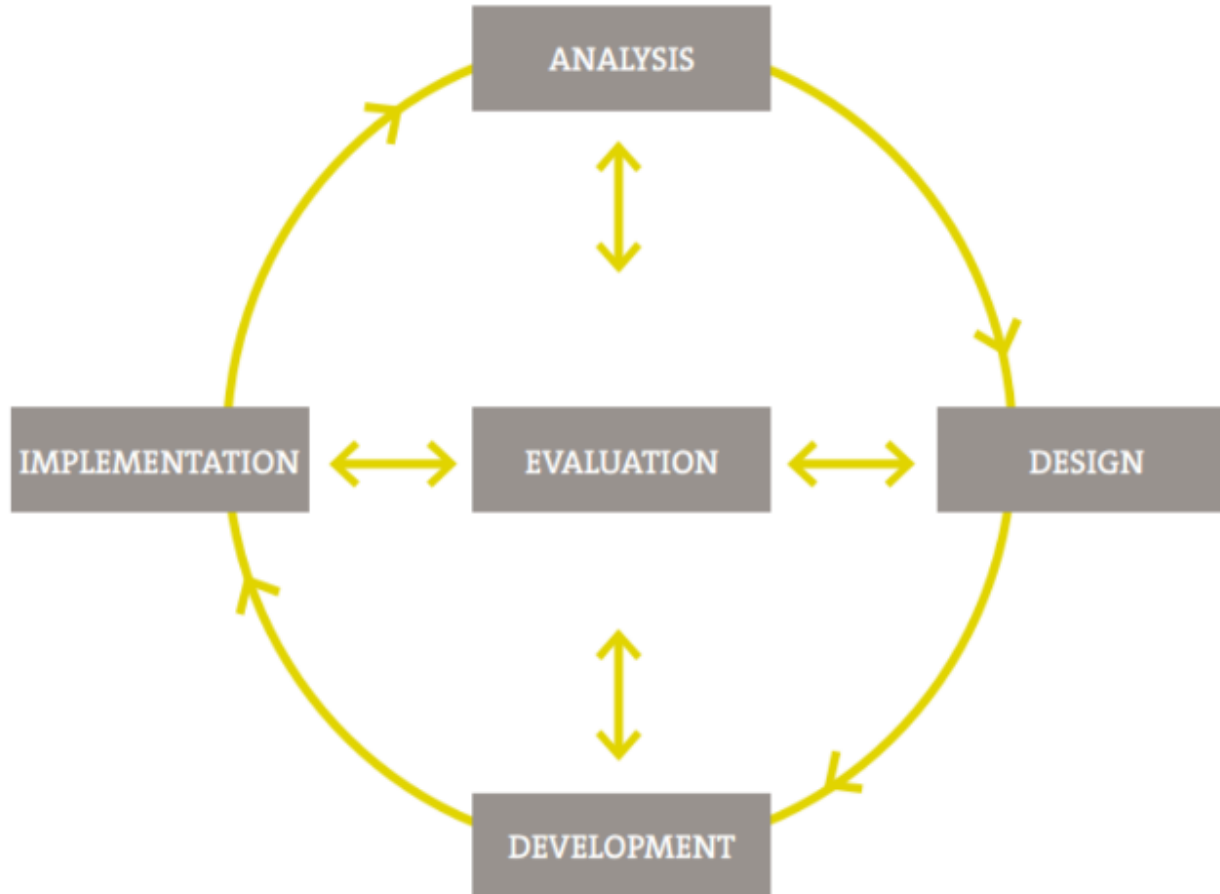 ANALYSIS
IMPLEMENTATION
EVALUATION
DESIGN
DEVELOPMENT